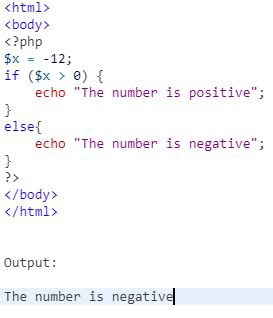 <html>
<body>
<?php
$x = -12;
if ($x > 0) {
    echo "The number is positive";
}
else{
    echo "The number is negative";
}
?>
</body>
</html>
Output:
The number is negative